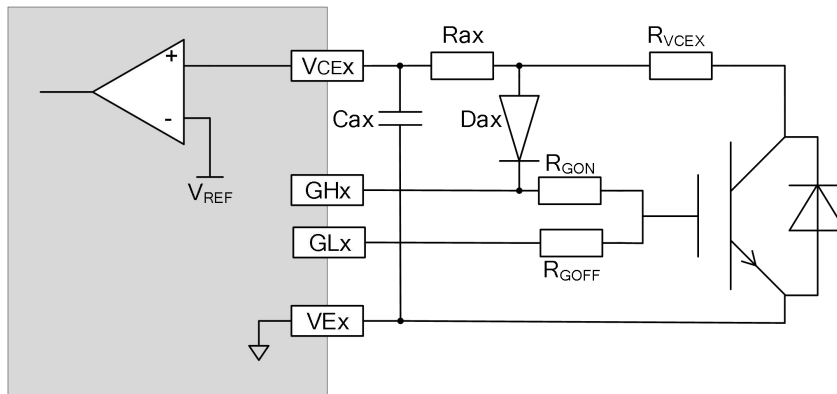 +
-
VREF
VCEx
Rax
RVCEX
Cax
Dax
GHx
RGON
GLx
RGOFF
VEx